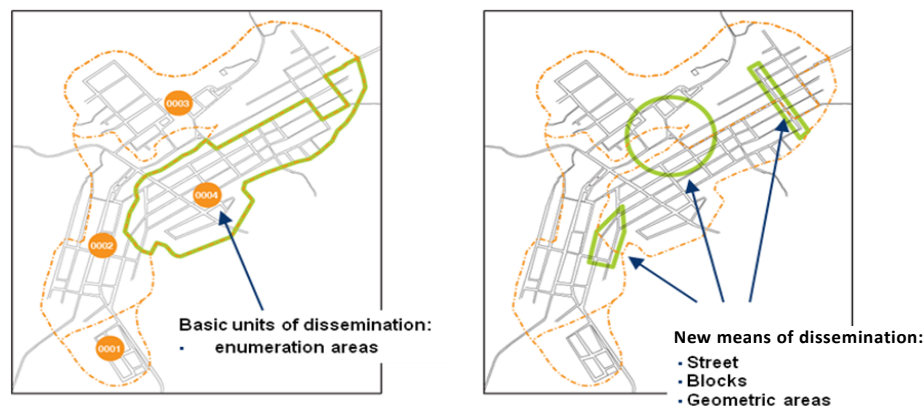 0003
0004
0002
0001
Basic units of dissemination:
▪ enumeration areas
New means of dissemination:
▪ Street
▪ Blocks
▪ Geometric areas